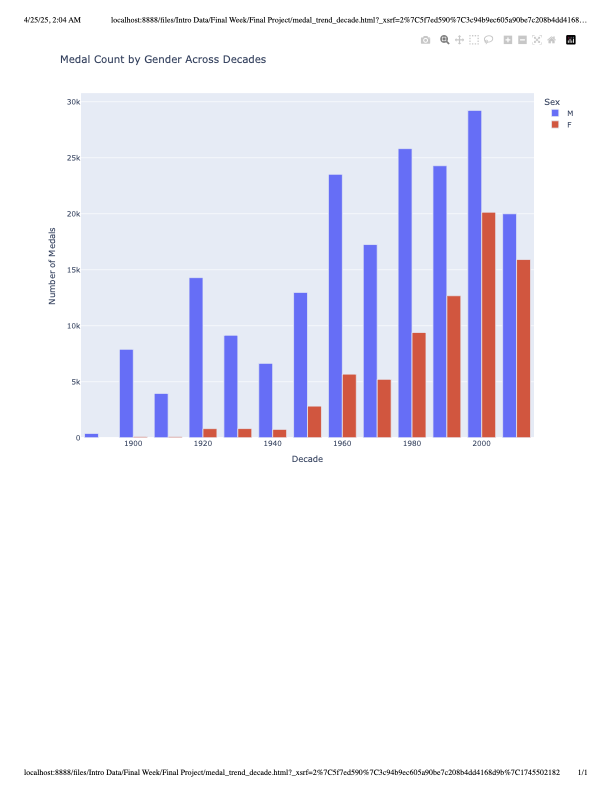 4/25/25, 2:04 AM localhost:8888/files/Intro Data/Final Week/Final Project/medal_trend_decade.html?_xsrf=2%7C5f7ed590%7C3c94b9ec605a90be7c208b4dd4168…
Medal Count by Gender Across Decades
Sex
M
F
30k
25k
20k
15k
10k
5k
0
Number of Medals
1900 1920 1940 1960 1980 2000
Decade
localhost:8888/files/Intro Data/Final Week/Final Project/medal_trend_decade.html?_xsrf=2%7C5f7ed590%7C3c94b9ec605a90be7c208b4dd4168d9b%7C1745502182 1/1